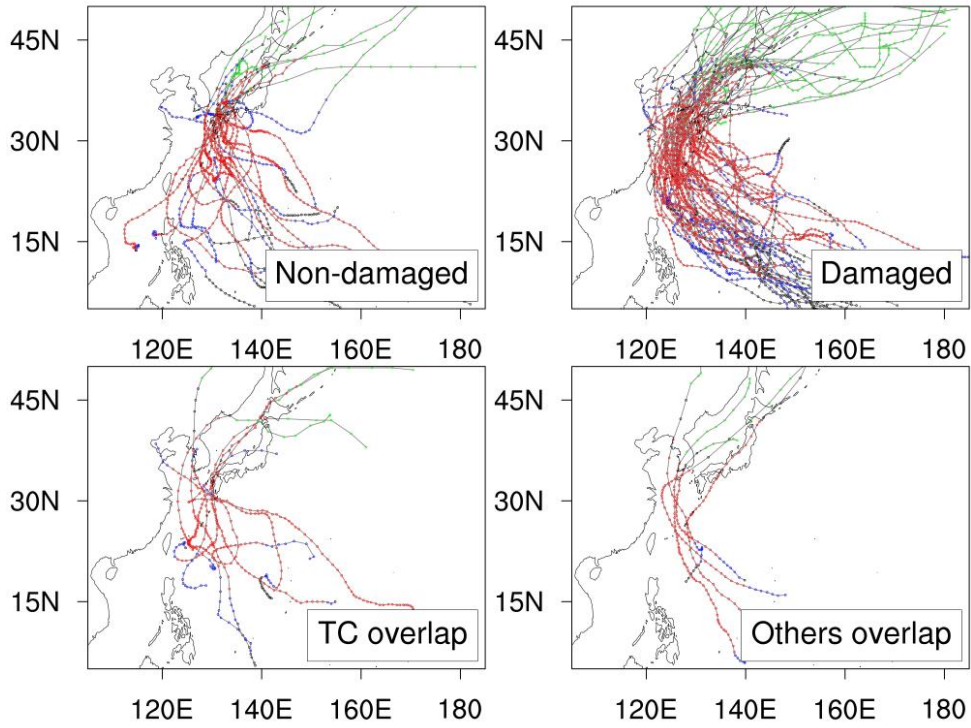 45N
30N
15N
Non-damaged
120E 140E 160E 180
45N
30N
15N
Damaged
120E 140E 160E 180
45N
30N
15N
TC overlap
120E 140E 160E 180
45N
30N
15N
Others overlap
120E 140E 160E 180